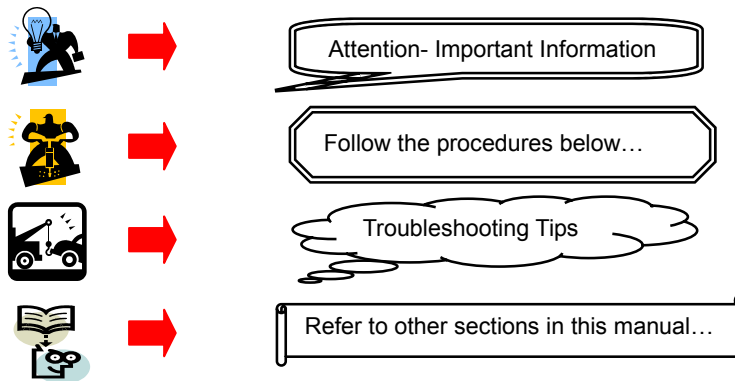 Attention- Important Information
Follow the procedures below…
Troubleshooting Tips
Refer to other sections in this manual…